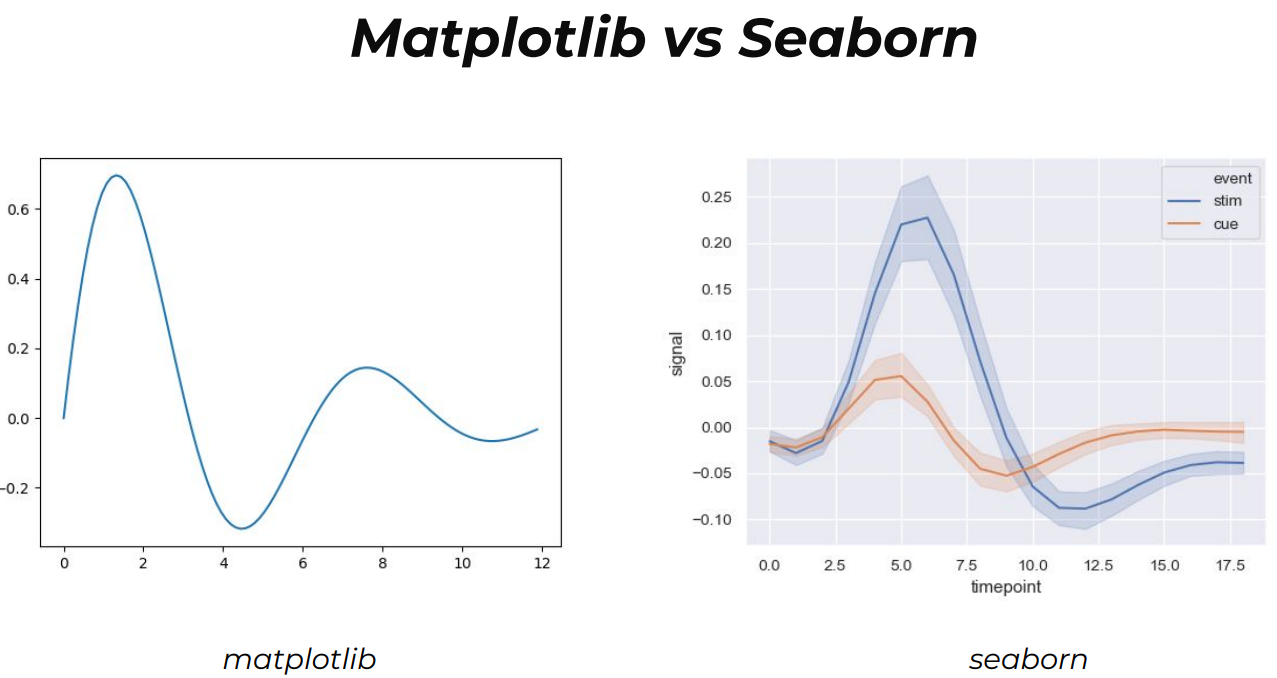 Matplotlib vs Seaborn
0.6
0.4
0.2
0.0
−0.2
0 2 4 6 8 10 12
matplotlib
event
stim
cue
signal
0.25
0.20
0.15
0.10
0.05
0.00
−0.05
−0.10
0.0 2.5 5.0 7.5 10.0 12.5 15.0 17.5
timepoint
seaborn